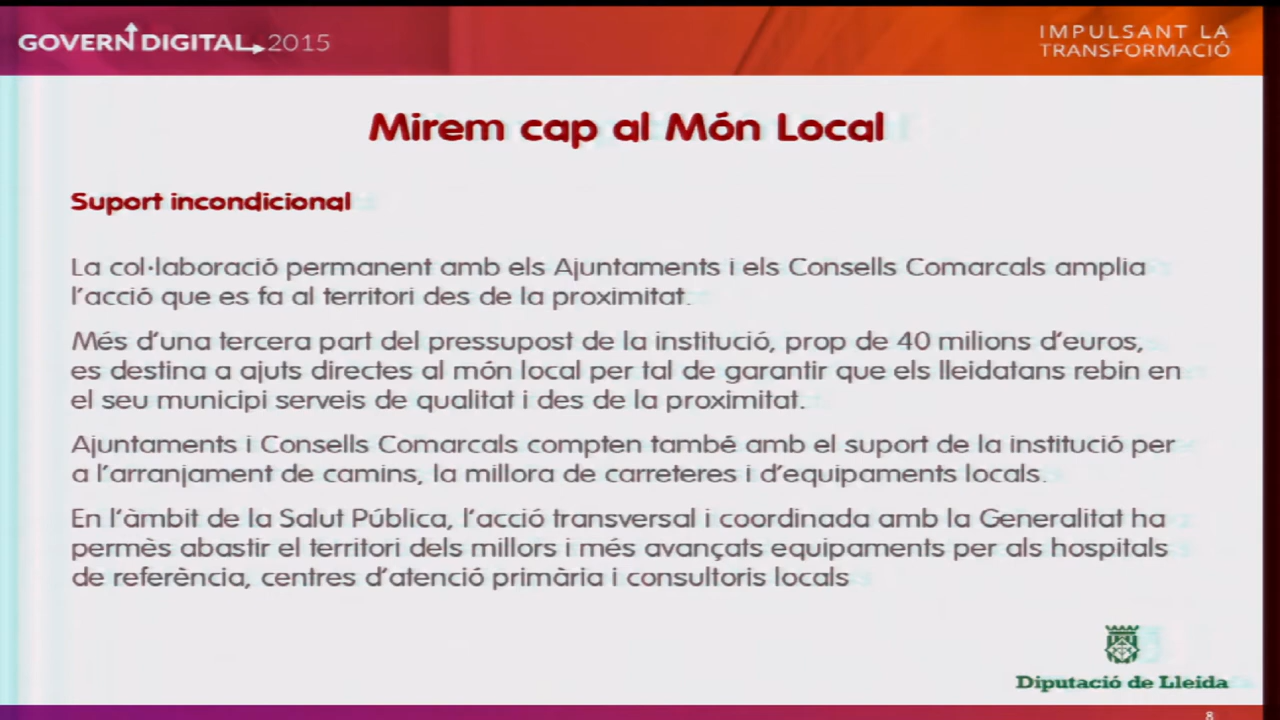 GOVERN DIGITAL 2015
IMPULSANT LA
TRANSFORMACIÓ
Mirem cap al Món Local
Suport incondicional
La col·laboració permanent amb els Ajuntaments i els Consells Comarcals amplia
l'acció que es fa al territori des de la proximitat.
Més d'una tercera part del pressupost de la institució, prop de 40 milions d'euros,
es destina a ajuts directes al món local per tal de garantir que els lleidatans rebin en
el seu municipi serveis de qualitat i des de la proximitat.
Ajuntaments i Consells Comarcals compten també amb el suport de la institució per
a l'arranjament de camins, la millora de carreteres i d'equipaments locals.
En l'àmbit de la Salut Pública, l'acció transversal i coordinada amb la Generalitat ha
permès abastir el territori dels millors i més avançats equipaments per als hospitals
de referència, centres d'atenció primària i consultoris locals
Diputació de Lleida
8